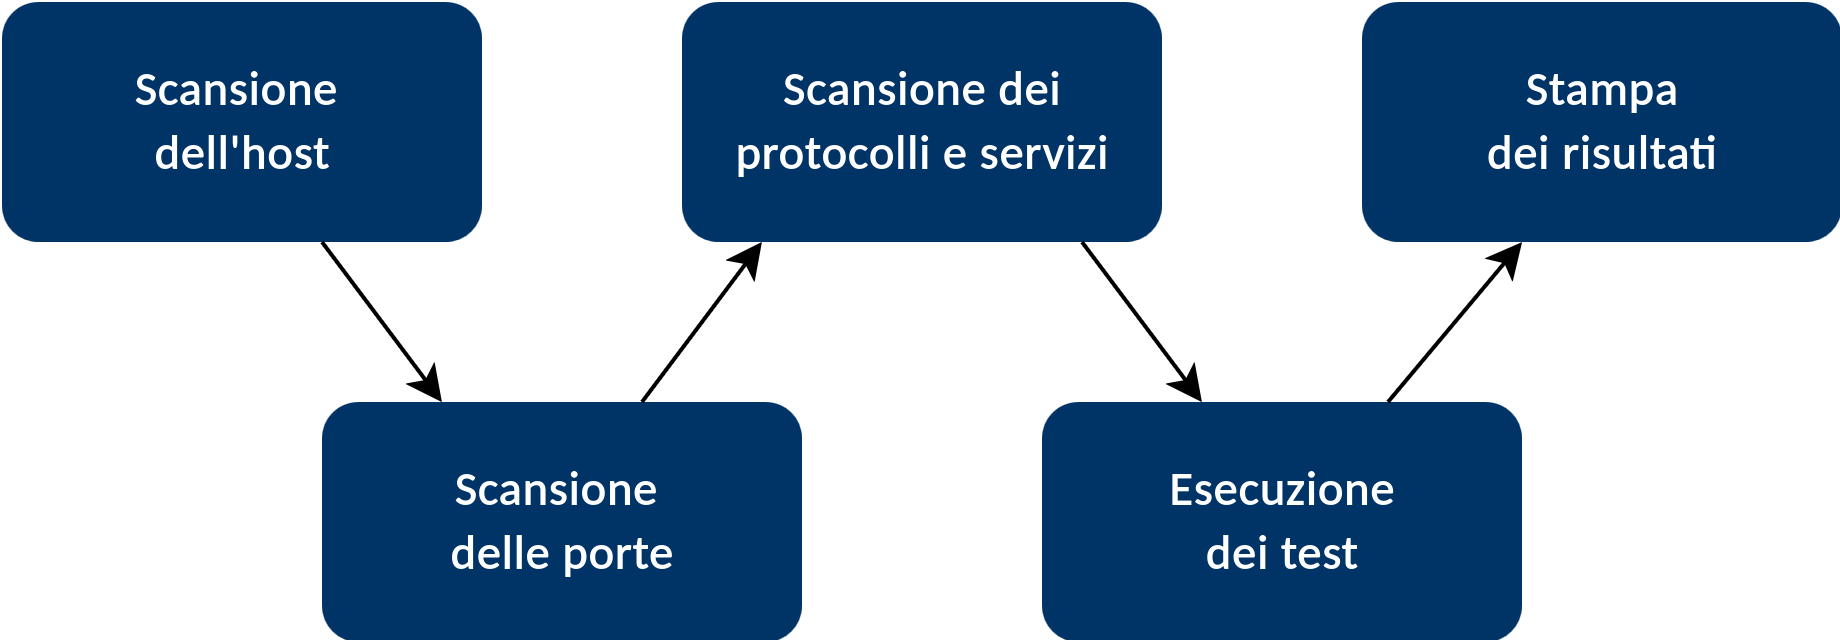 Scansione
dell'host
Scansione
delle porte
Scansione dei
protocolli e servizi
Esecuzione
dei test
Stampa
dei risultati